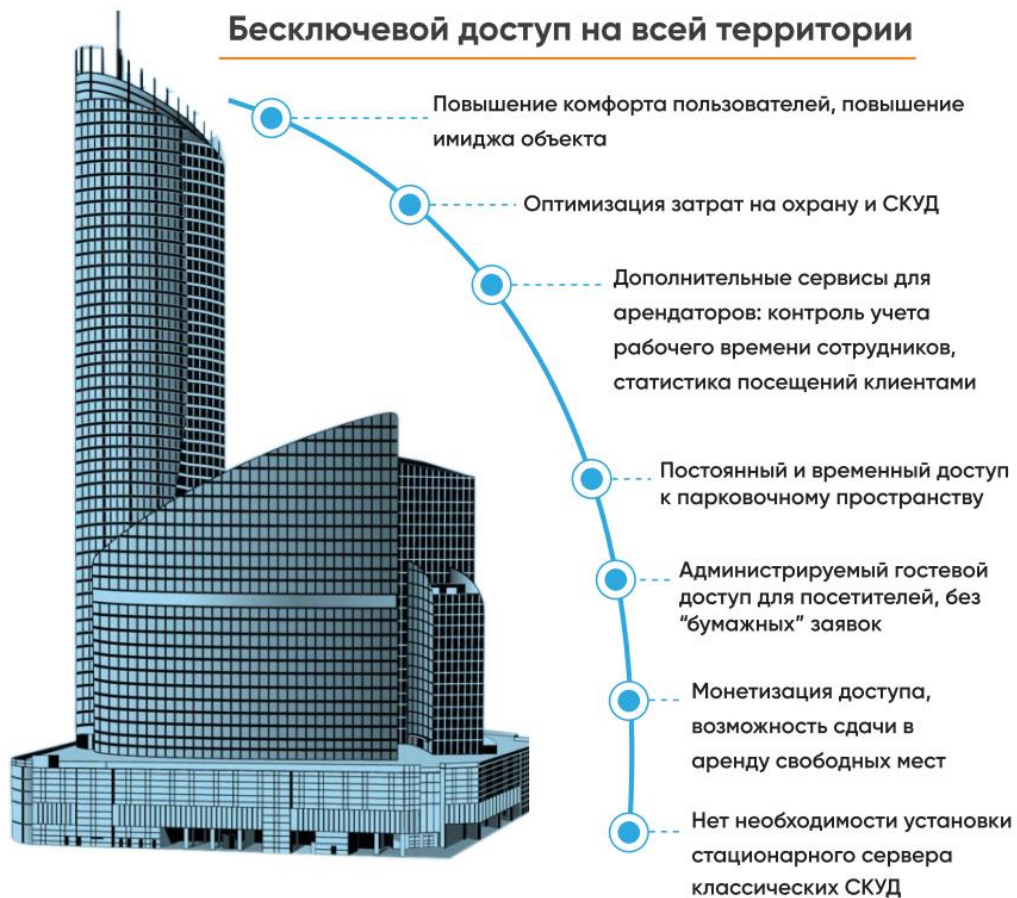 Бесключевой доступ на всей территории
Повышение комфорта пользователей, повышение
имиджа объекта
Оптимизация затрат на охрану и СКУД
Дополнительные сервисы для
арендаторов: контроль учета
рабочего времени сотрудников,
статистика посещений клиентами
Постоянный и временный доступ
к парковочному пространству
Администрируемый гостевой
доступ для посетителей, без
“бумажных” заявок
Монетизация доступа,
возможность сдачи в
аренду свободных мест
Нет необходимости установки
стационарного сервера
классических СКУД